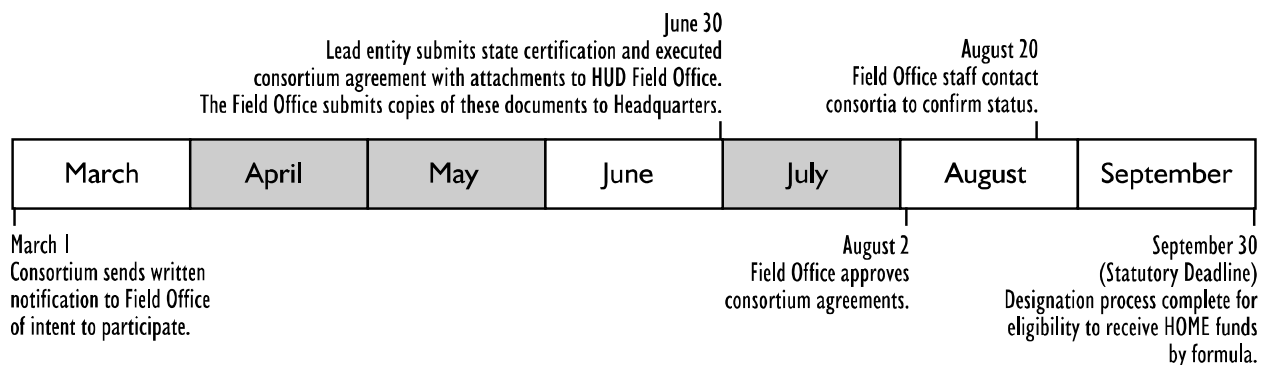 June 30
Lead entity submits state certification and executed
consortium agreement with attachments to HUD Field Office.
The Field Office submits copies of these documents to Headquarters.
August 20
Field Office staff contact
consortia to confirm status.
March
April
May
June
July
August
September
March 1
Consortium sends written
notification to Field Office
of intent to participate.
August 2
Field Office approves
consortium agreements.
September 30
(Statutory Deadline)
Designation process complete for
eligibility to receive HOME funds
by formula.